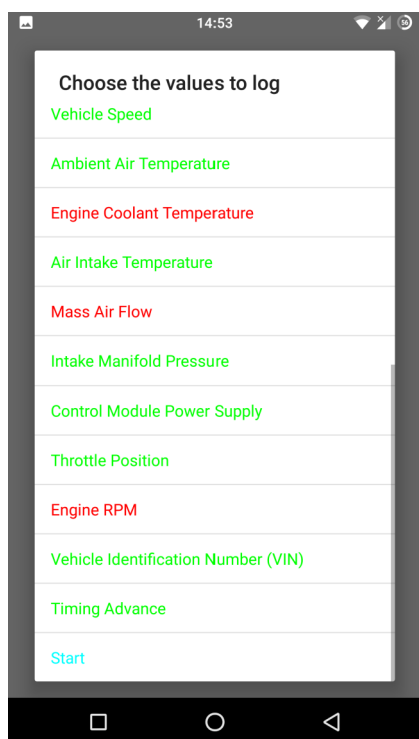 14:53
56
Choose the values to log
Vehicle Speed
Ambient Air Temperature
Engine Coolant Temperature
Air Intake Temperature
Mass Air Flow
Intake Manifold Pressure
Control Module Power Supply
Throttle Position
Engine RPM
Vehicle Identification Number (VIN)
Timing Advance
Start